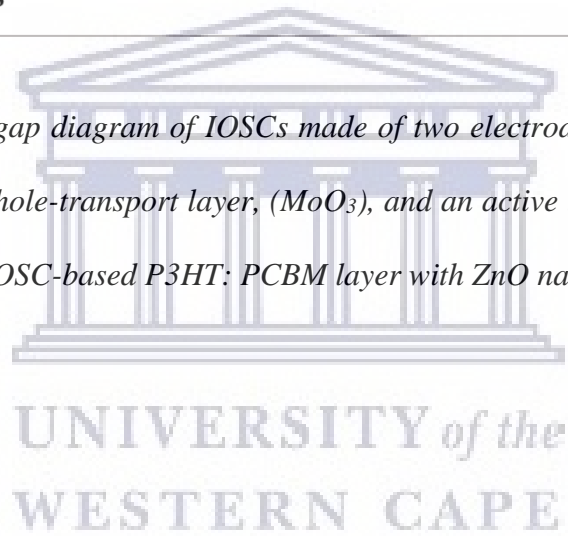 gap diagram of IOSCs made of two electrod
hole-transport layer, (MoO₃), and an active
OSC-based P3HT: PCBM layer with ZnO na
UNIVERSITY of the
WESTERN CAPE